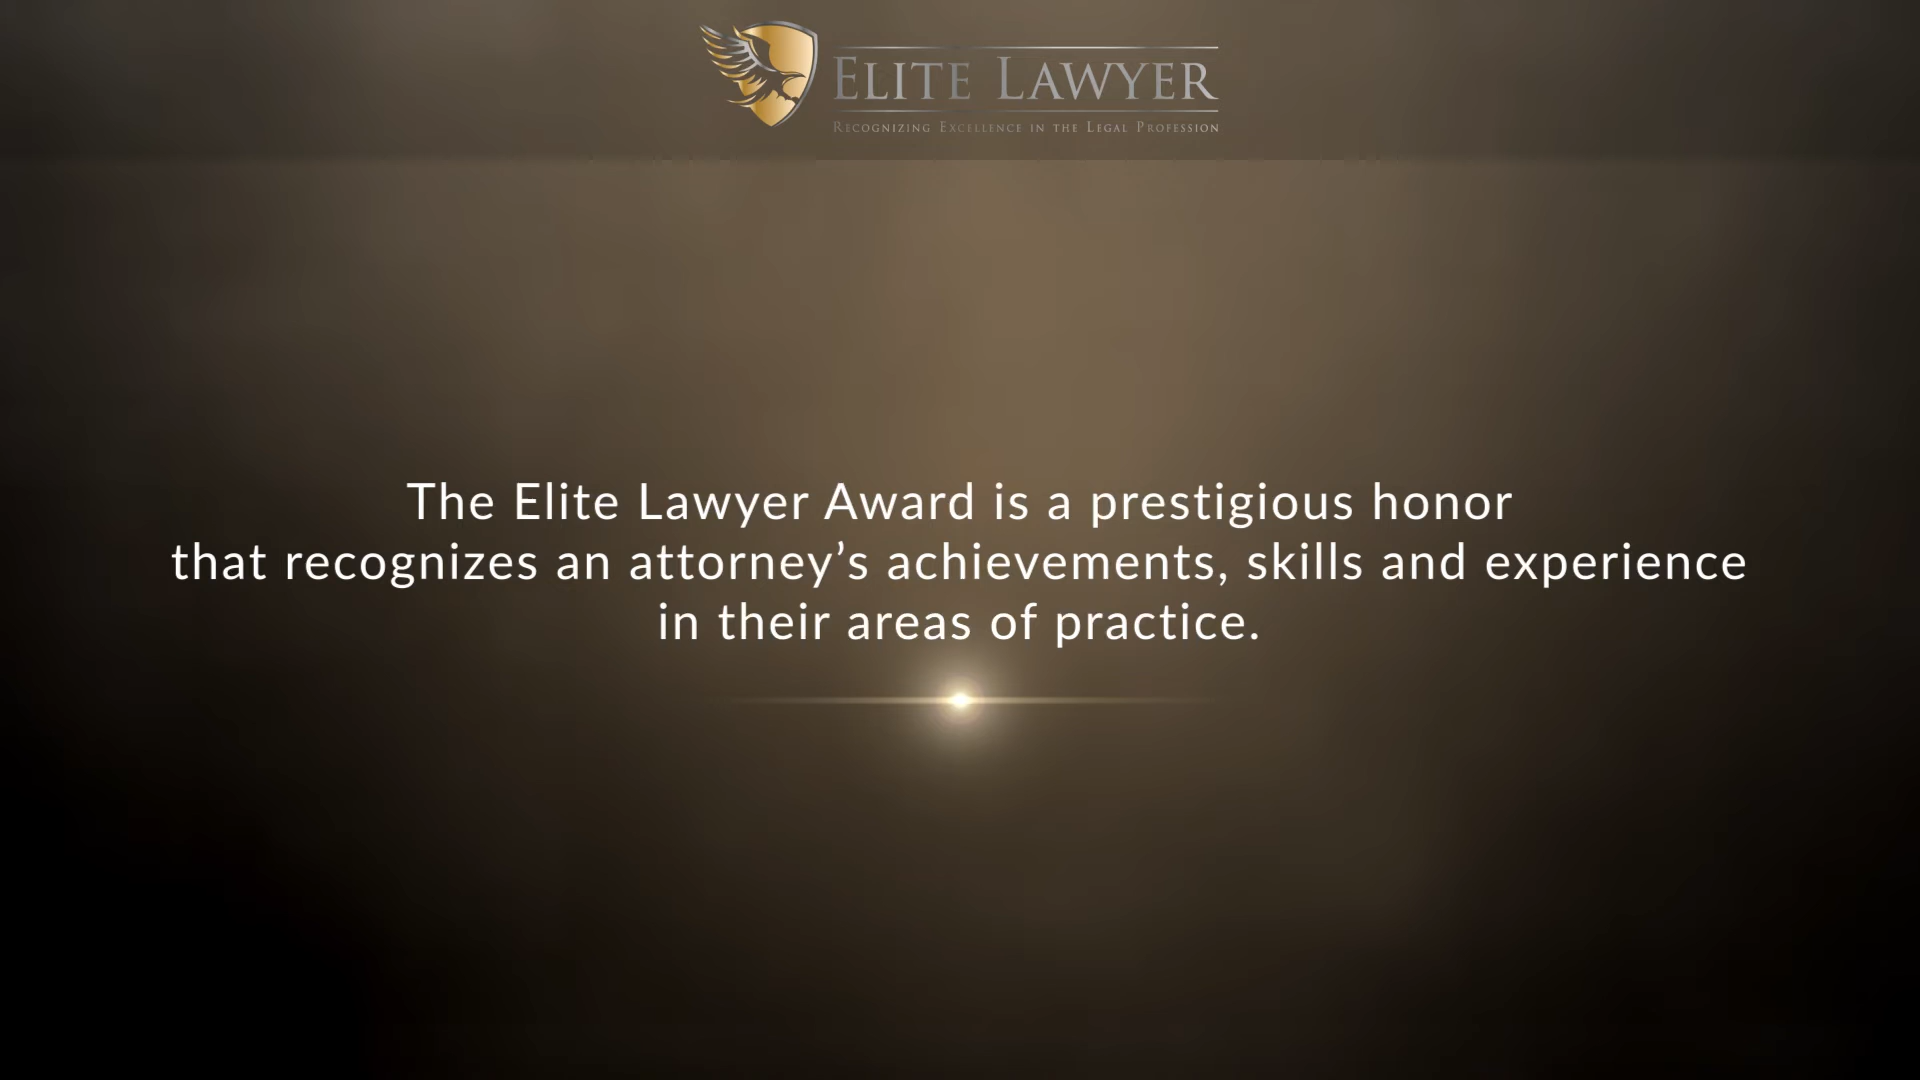 ELITE LAWYER
RECOGNIZING EXCELLENCE IN THE LEGAL PROFESSION
The Elite Lawyer Award is a prestigious honor
that recognizes an attorney’s achievements, skills and experience
in their areas of practice.